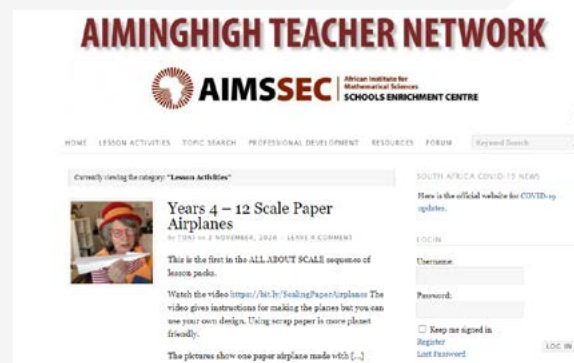 AIMINGHIGH TEACHER NETWORK
AIMSSEC
African Institute for
Mathematical Sciences
SCHOOLS ENRICHMENT CENTRE
HOME LESSON ACTIVITIES TOPIC SEARCH PROFESSIONAL DEVELOPMENT RESOURCES FORUM Keyword Search
Currently viewing the category: "Lesson Activities"
Years 4 – 12 Scale Paper
Airplanes
by TONI on 2 NOVEMBER, 2020 · LEAVE A COMMENT
This is the first in the ALL ABOUT SCALE sequence of
lesson packs.
Watch the video https://bit.ly/ScalingPaperAirplanes The
video gives instructions for making the planes but you can
use your own design. Using scrap paper is more planet
friendly.
The pictures show one paper airplane made with [...]
SOUTH AFRICA COVID-19 NEWS
Here is the official website for COVID-19
updates.
LOGIN
Username:
Password:
Keep me signed in
Register
Lost Password
LOG IN